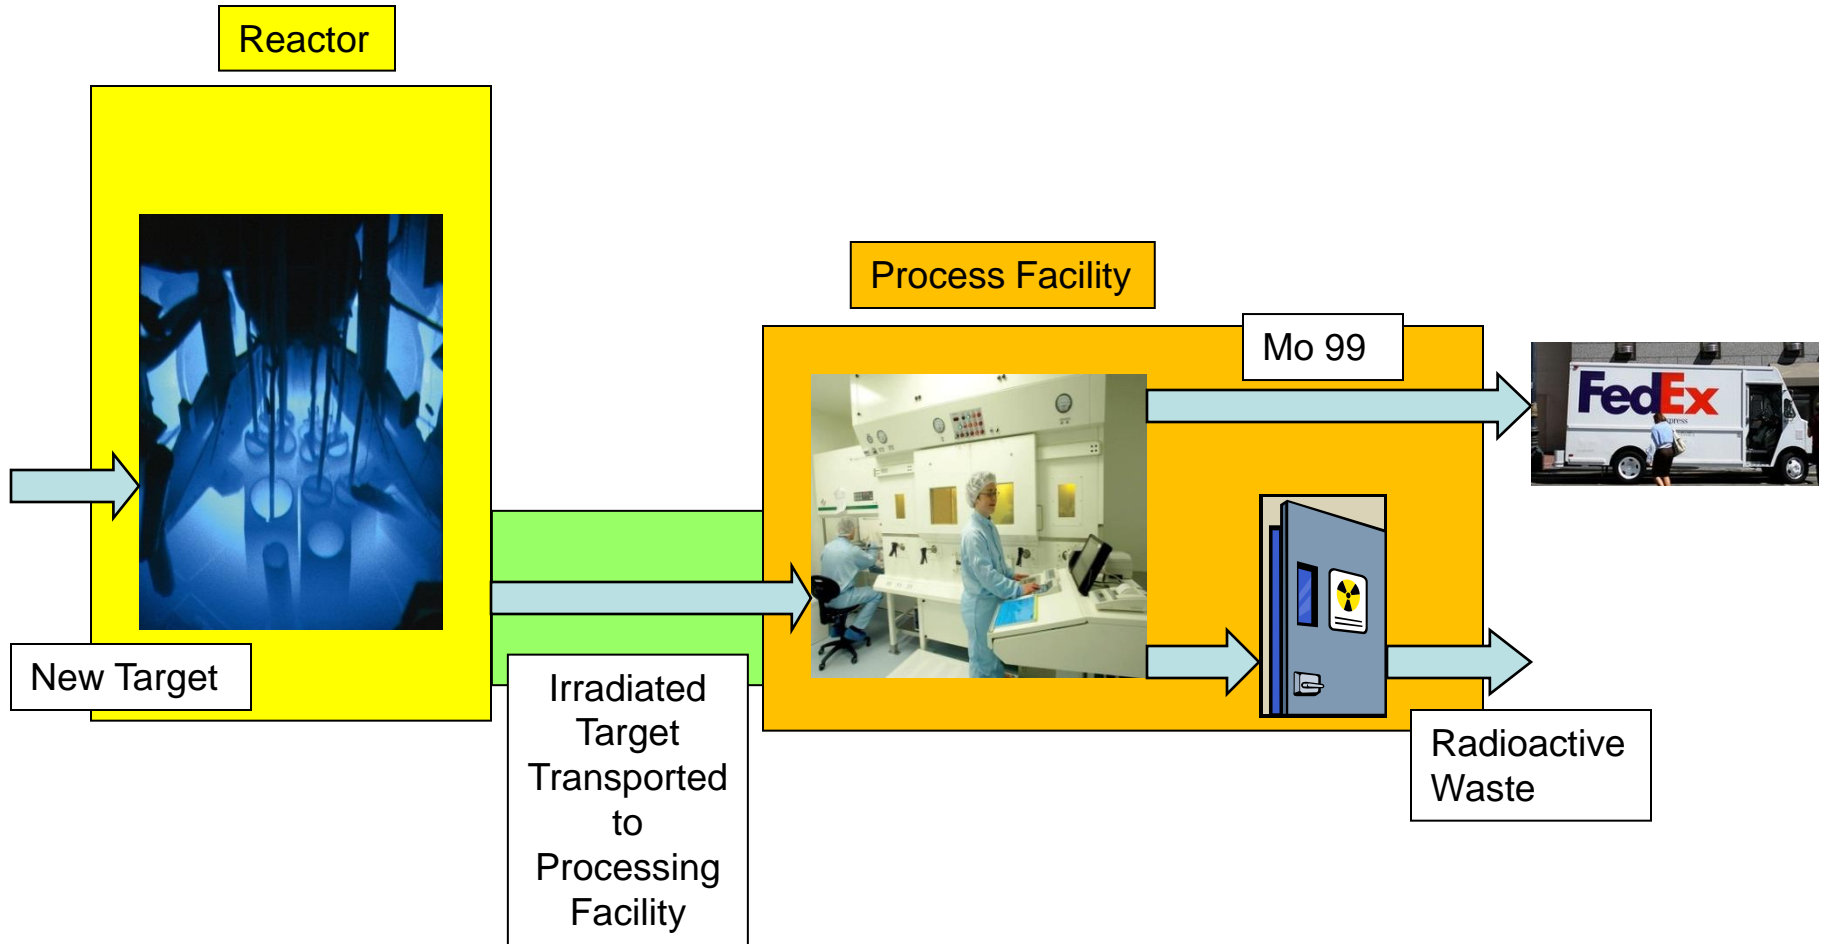 Reactor
Process Facility
Mo 99
FedEx
New Target
Irradiated
Target
Transported
to
Processing
Facility
Radioactive
Waste